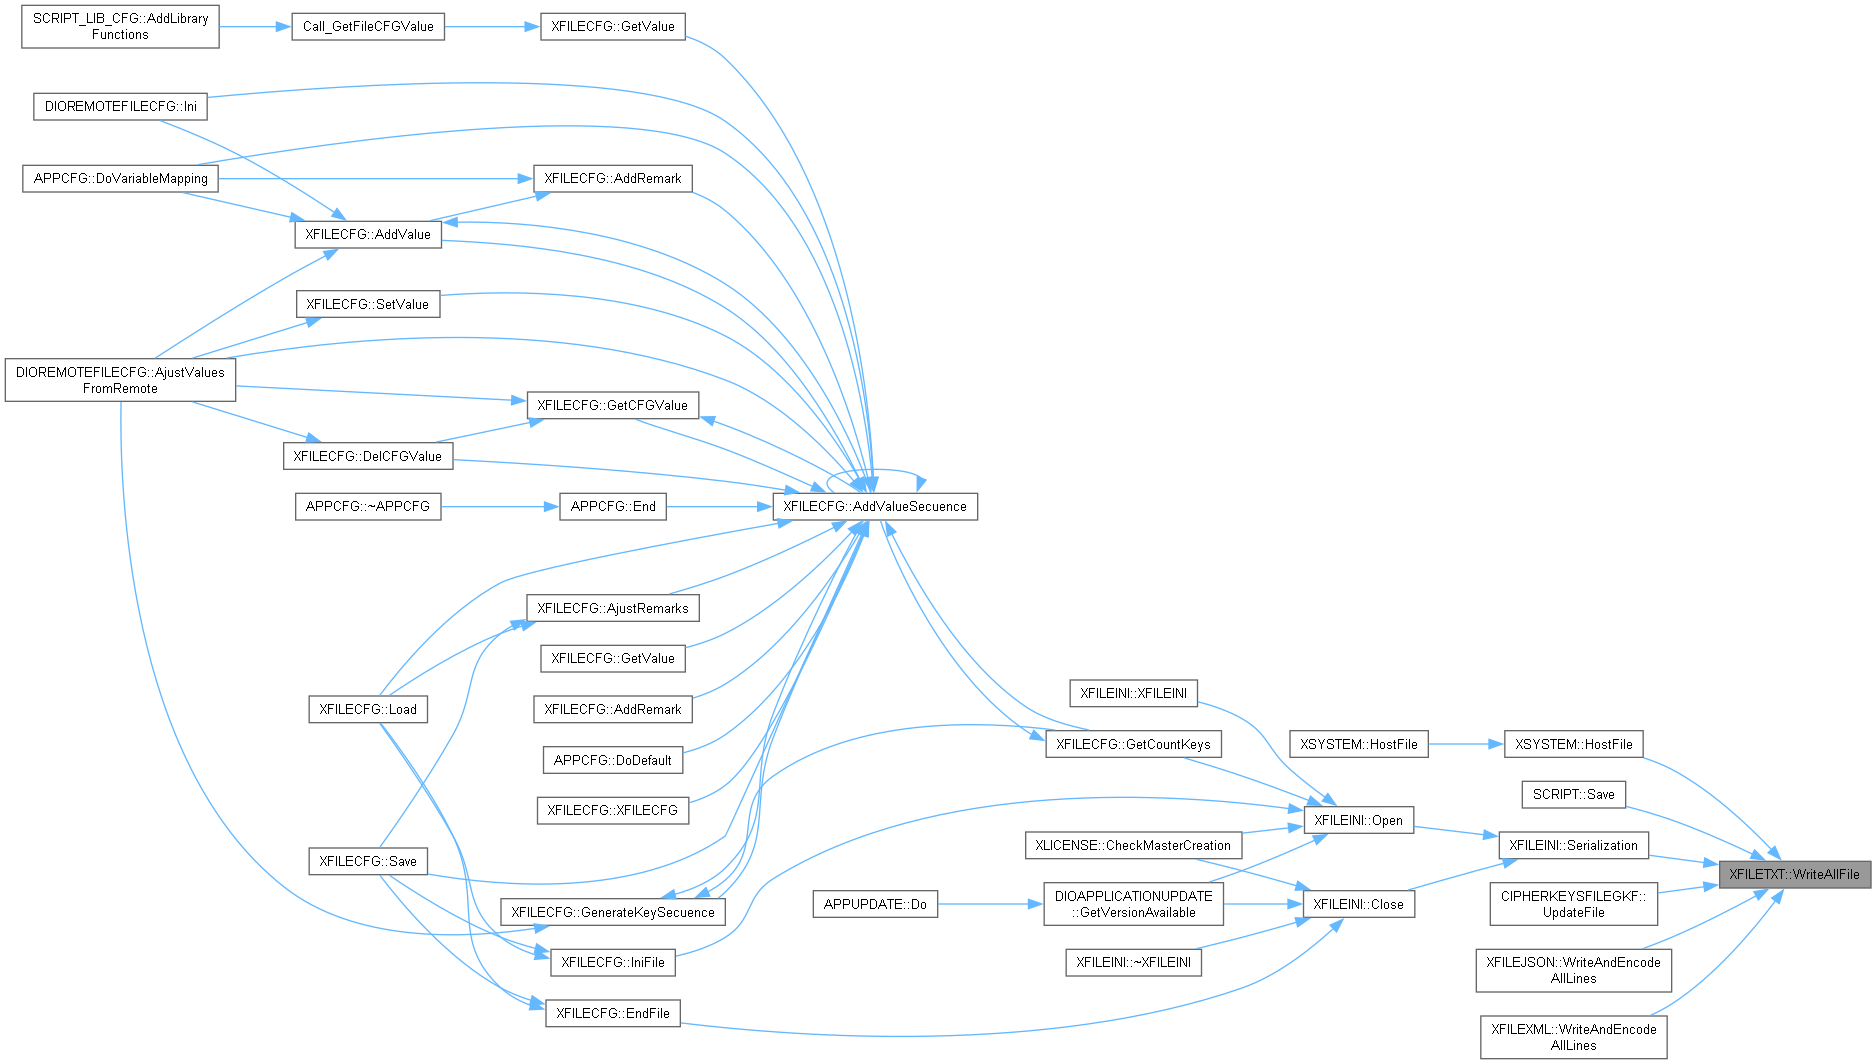 SCRIPT_LIB_CFG::AddLibrary
Functions
Call_GetFileCFGValue
XFILECFG::GetValue
DIOREMOTEFILECFG::Ini
APPCFG::DoVariableMapping
XFILECFG::AddRemark
XFILECFG::AddValue
XFILECFG::SetValue
DIOREMOTEFILECFG::AjustValues
FromRemote
XFILECFG::GetCFGValue
XFILECFG::DelCFGValue
APPCFG::~APPCFG
APPCFG::End
XFILECFG::AddValueSecuence
XFILECFG::AjustRemarks
XFILECFG::GetValue
XFILECFG::Load
XFILECFG::AddRemark
APPCFG::DoDefault
XFILECFG::XFILECFG
XFILECFG::Save
XFILECFG::GenerateKeySecuence
XFILECFG::IniFile
XFILECFG::EndFile
XFILEINI::XFILEINI
XFILECFG::GetCountKeys
XSYSTEM::HostFile
XSYSTEM::HostFile
SCRIPT::Save
XFILEINI::Open
XLICENSE::CheckMasterCreation
XFILEINI::Serialization
XFILETXT::WriteAllFile
APPUPDATE::Do
DIOAPPLICATIONUPDATE
::GetVersionAvailable
XFILEINI::Close
CIPHERKEYSFILEGKF::
UpdateFile
XFILEINI::~XFILEINI
XFILEJSON::WriteAndEncode
AllLines
XFILEXML::WriteAndEncode
AllLines